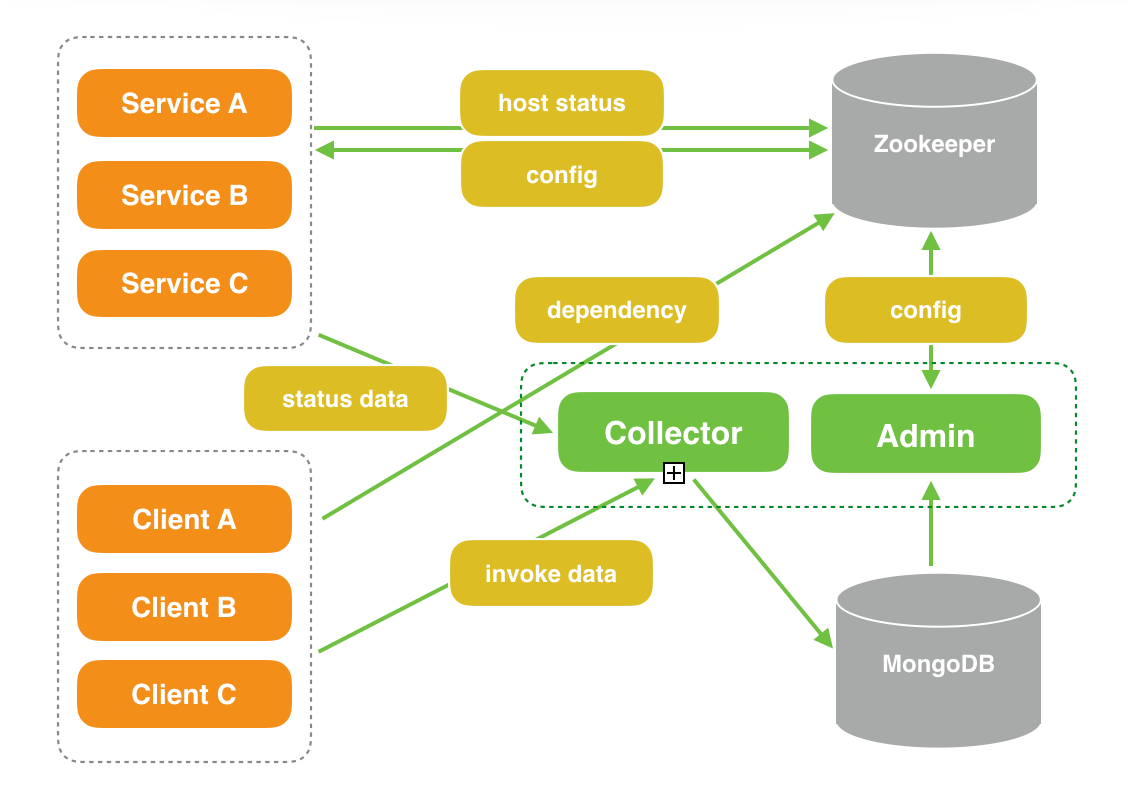 Service A
Service B
Service C
host status
config
Zookeeper
dependency
config
status data
Collector
Admin
Client A
Client B
Client C
invoke data
MongoDB